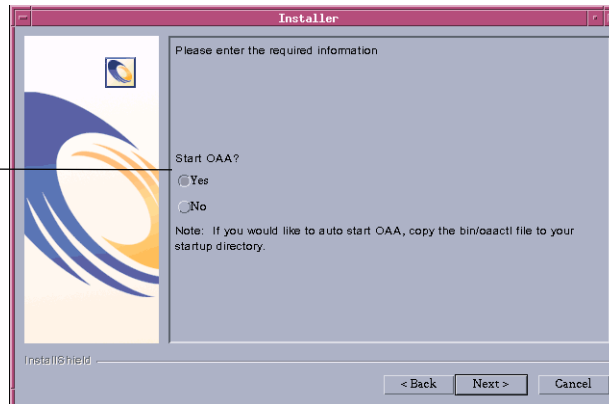 Installer
Please enter the required information
Start OAA?
Yes
No
Note: If you would like to auto start OAA, copy the bin/oaactl file to your
startup directory.
InstallShield
< Back Next > Cancel